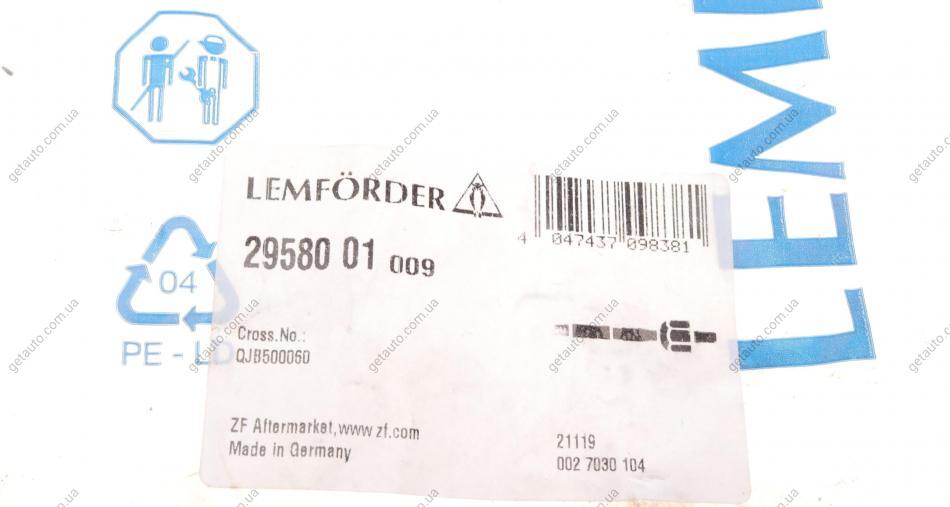 LEMFÖRDER
4 047437 098381
29580 01 009
Cross.No.:
QJB500060
ZF Aftermarket,www.zf.com
Made in Germany
21119
002 7030 104
04
PE - LD
LEM
getauto.com.ua